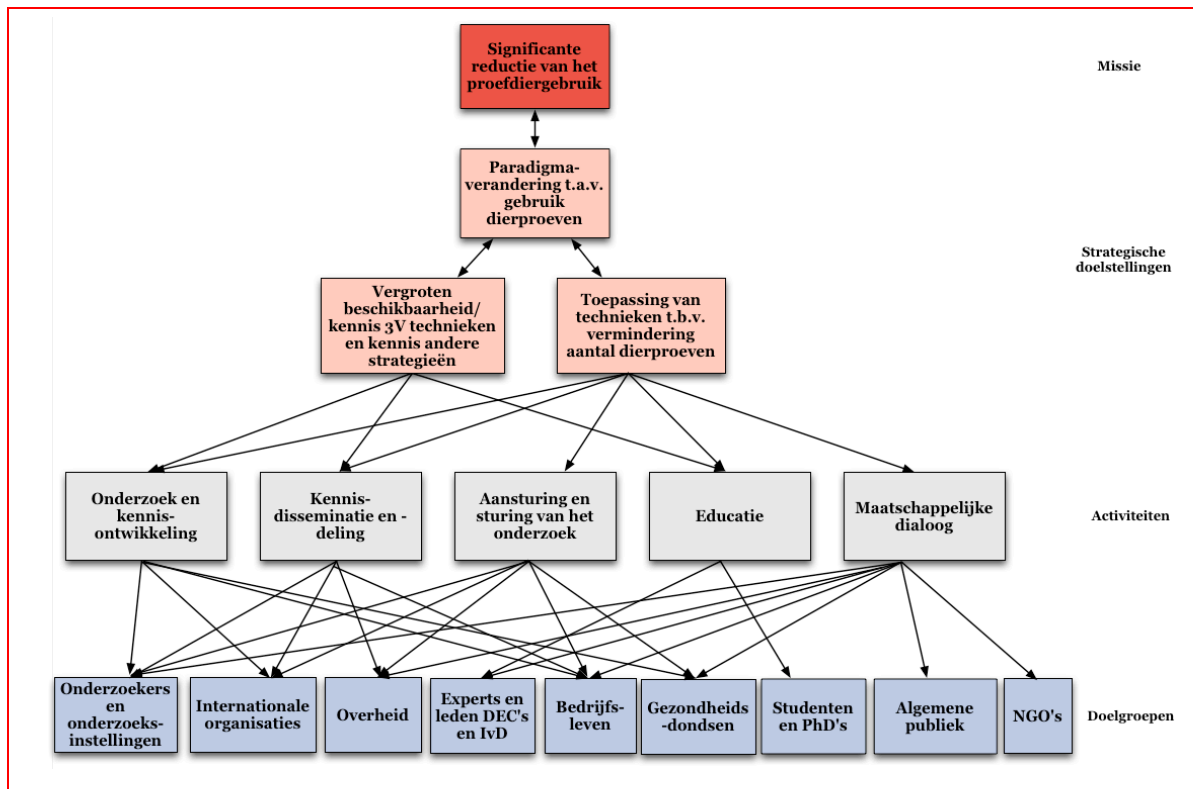 Significante
reductie van het
proefdiergebruik
Missie
Paradigma-
verandering t.a.v.
gebruik
dierproeven
Strategische
doelstellingen
Vergroten
beschikbaarheid/
kennis 3V technieken
en kennis andere
strategieën
Toepassing van
technieken t.b.v.
vermindering
aantal dierproeven
Onderzoek en
kennis-
ontwikkeling
Kennis-
disseminatie en -
deling
Aansturing en
sturing van het
onderzoek
Educatie
Maatschappelijke
dialoog
Activiteiten
Onderzoekers
en
onderzoeks-
instellingen
Internationale
organisaties
Overheid
Experts en
leden DEC's
en IvD
Bedrijfs-
leven
Gezondheids
-dondsen
Studenten
en PhD's
Algemene
publiek
NGO's
Doelgroepen